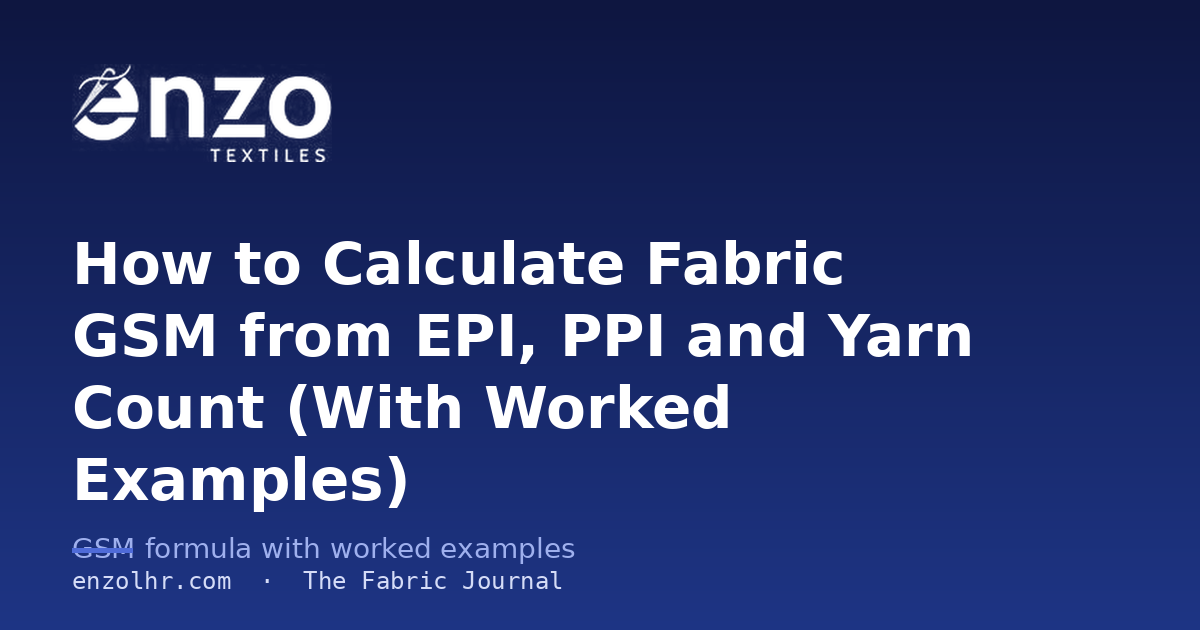 enzo
TEXTILES
How to Calculate Fabric
GSM from EPI, PPI and Yarn
Count (With Worked
Examples)
GSM formula with worked examples
enzolhr.com · The Fabric Journal